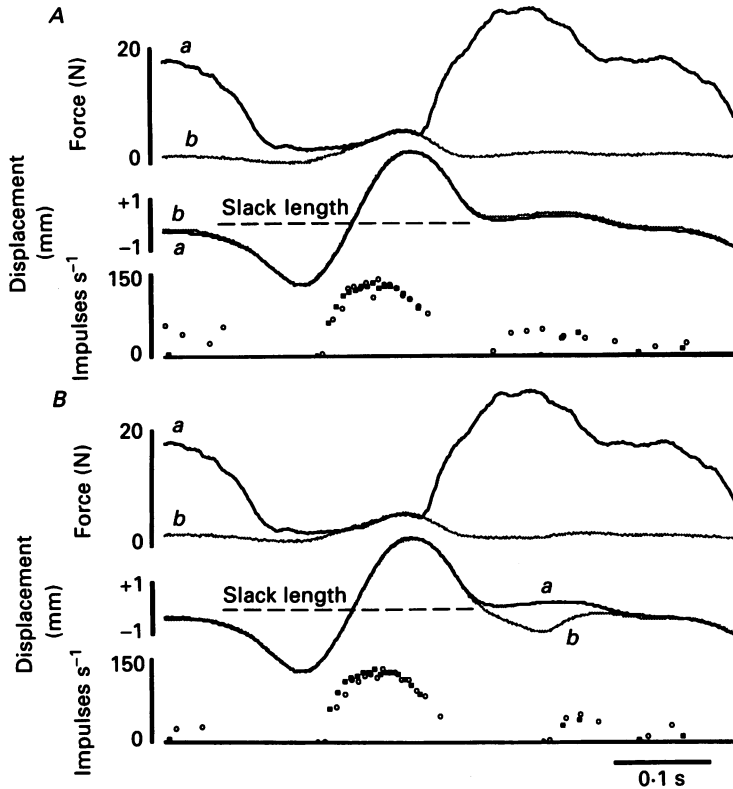 A
a
20
Force (N)
b
0
Displacement
(mm)
+1
b
Slack length
−1
a
Impulses s⁻¹
150
0
B
a
20
Force (N)
b
0
Displacement
(mm)
+1
Slack length
a
−1
b
Impulses s⁻¹
150
0
0·1 s